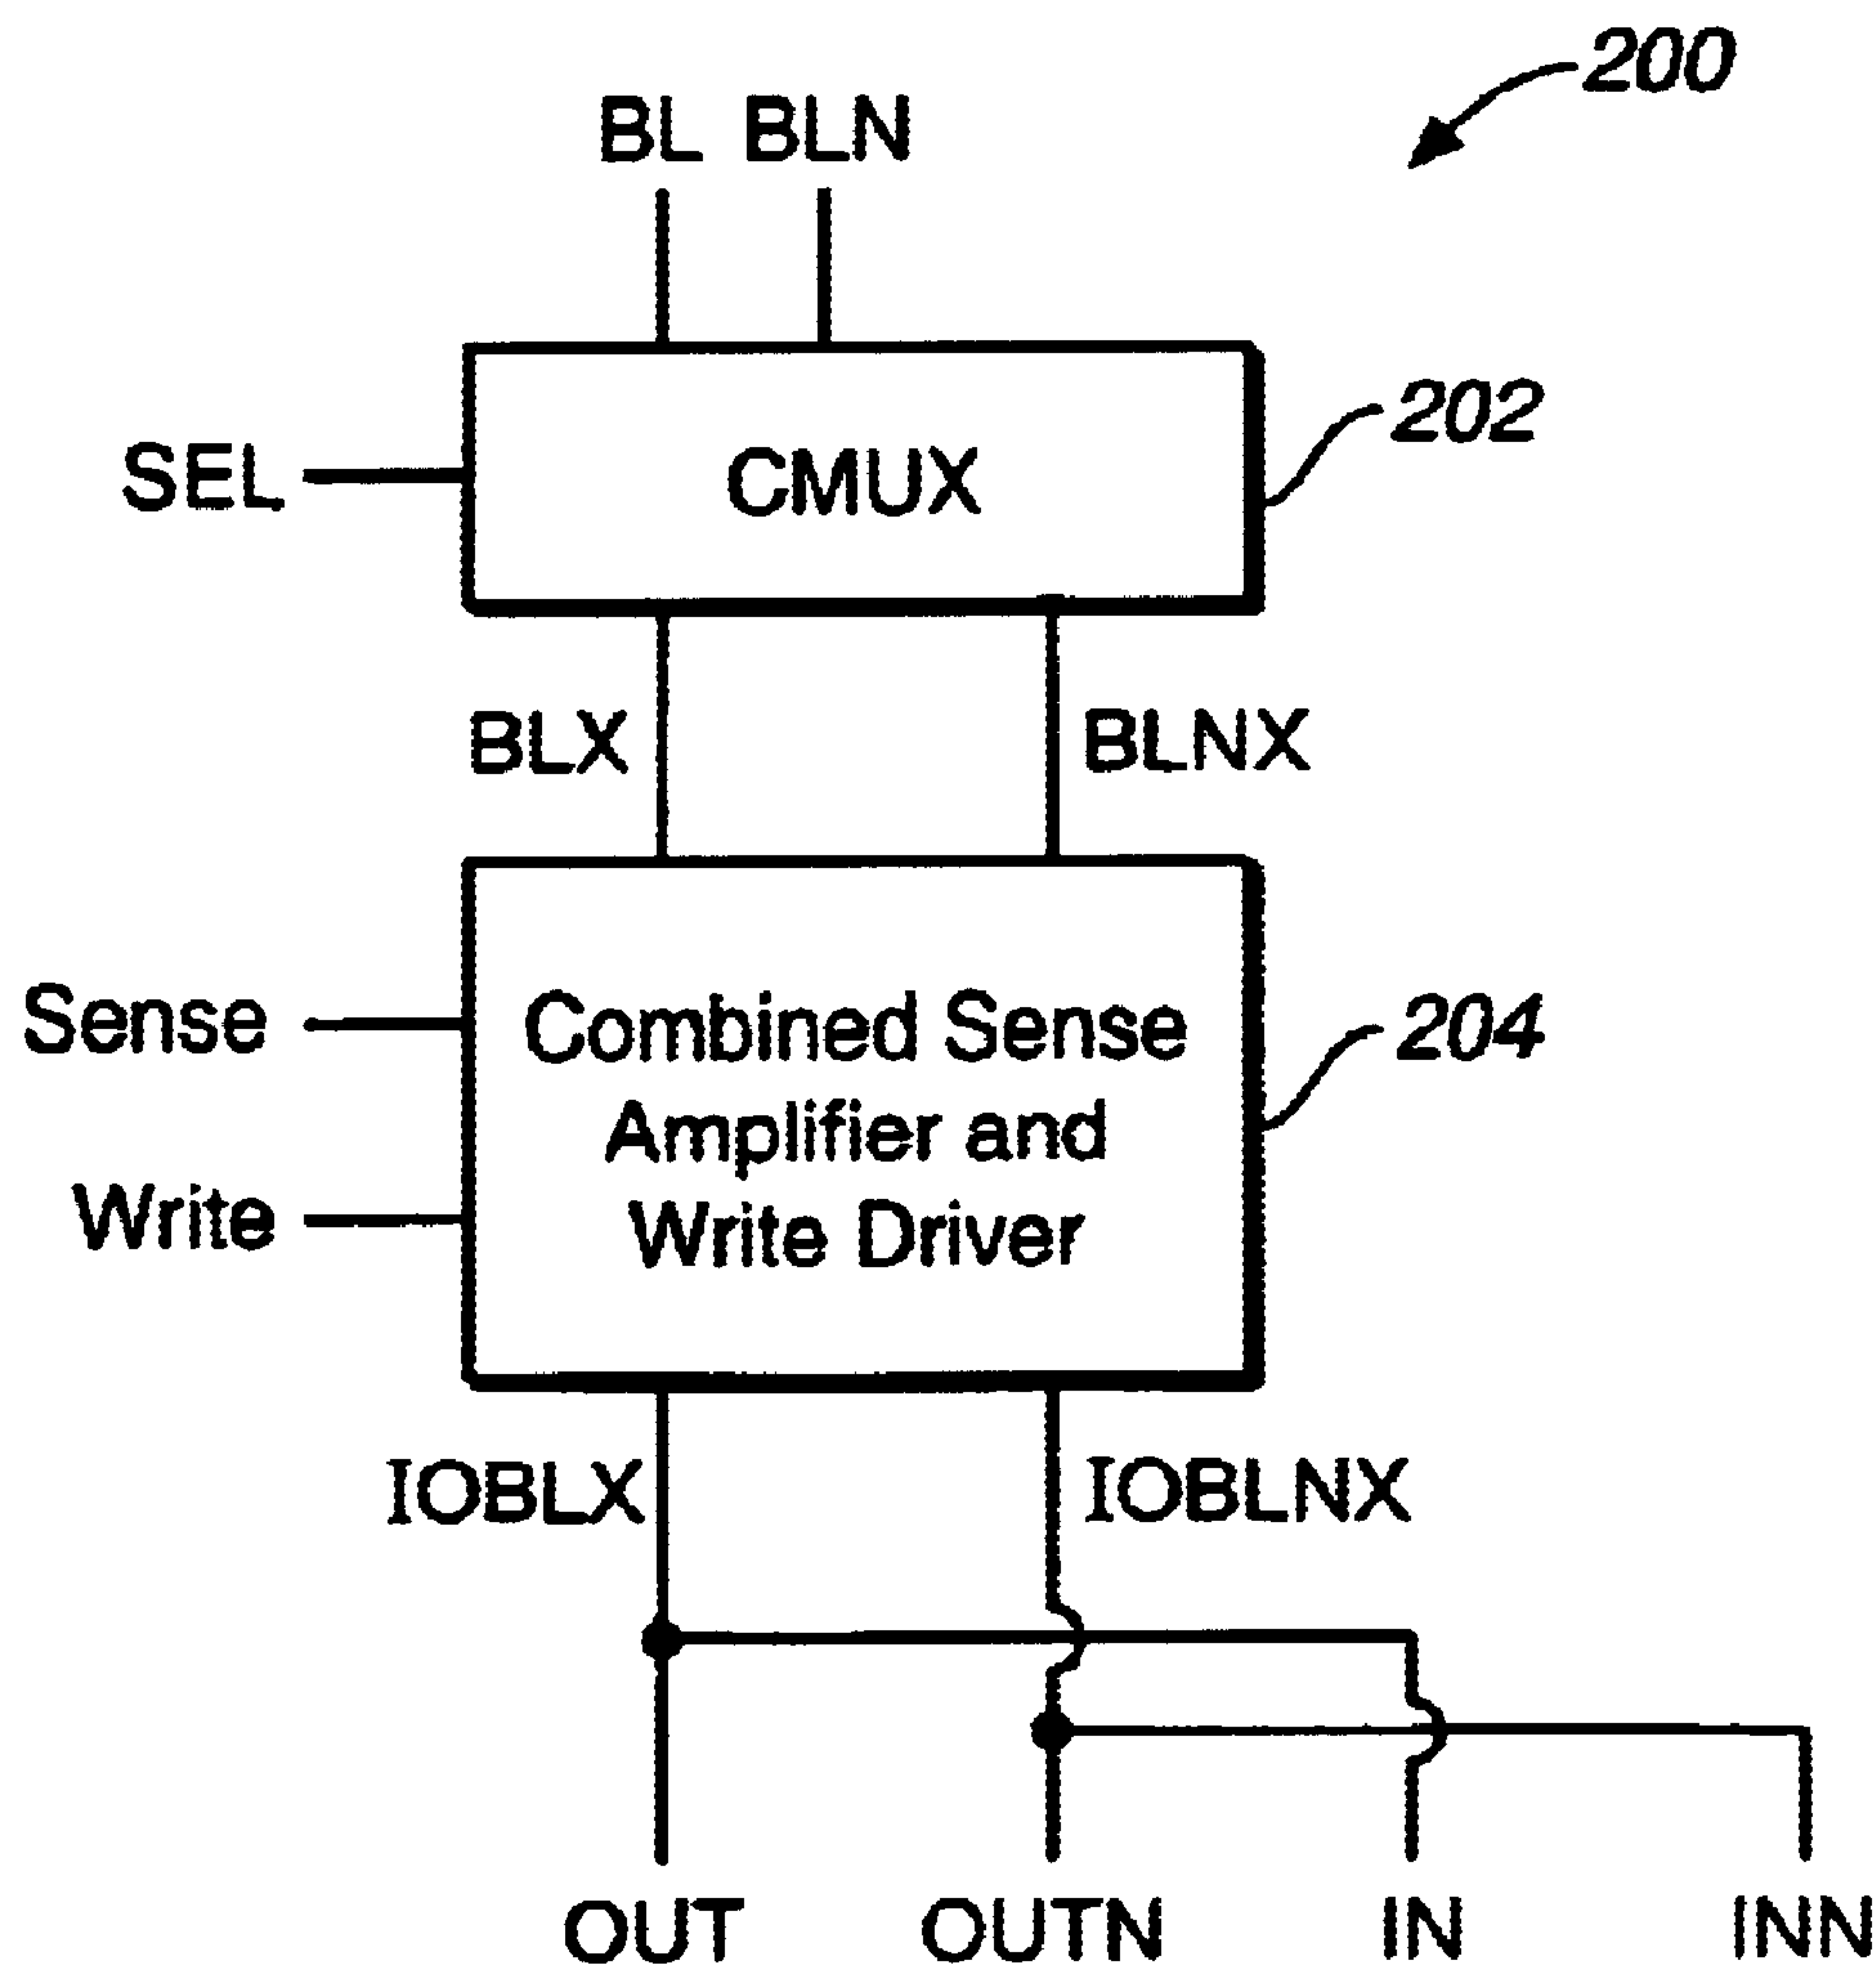 200
BL BLN
202
SEL
CMUX
BLX
BLNX
Sense
Combined Sense
Amplifier and
Write Driver
204
Write
IOBLX
IOBLNX
OUT
OUTN
IN
INN